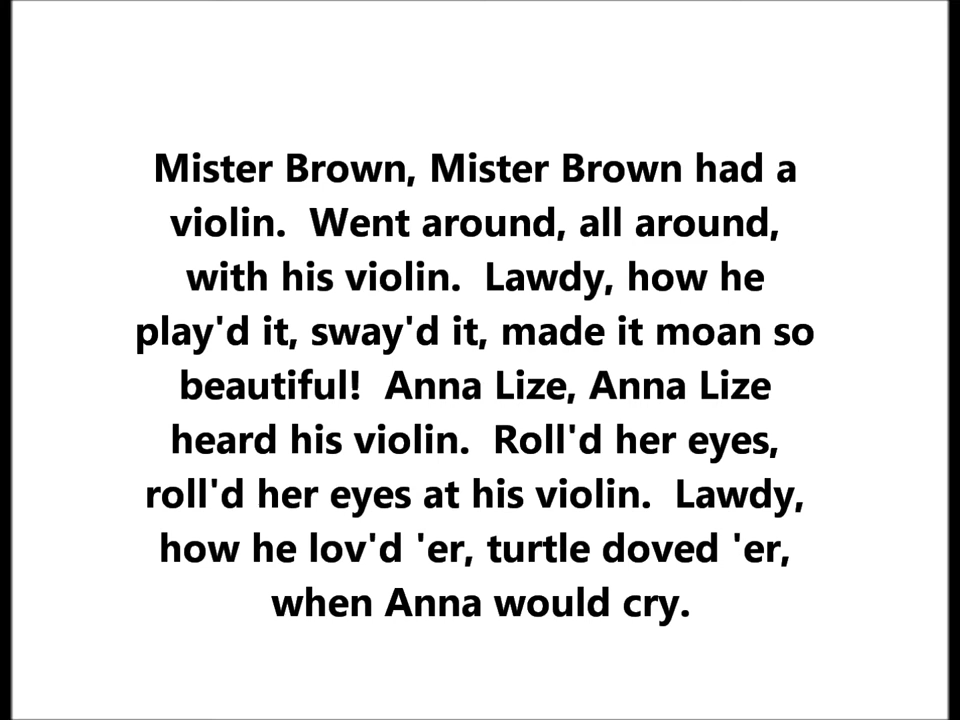 Mister Brown, Mister Brown had a
violin.  Went around, all around,
with his violin.  Lawdy, how he
play'd it, sway'd it, made it moan so
beautiful!  Anna Lize, Anna Lize
heard his violin.  Roll'd her eyes,
roll'd her eyes at his violin.  Lawdy,
how he lov'd 'er, turtle doved 'er,
when Anna would cry.